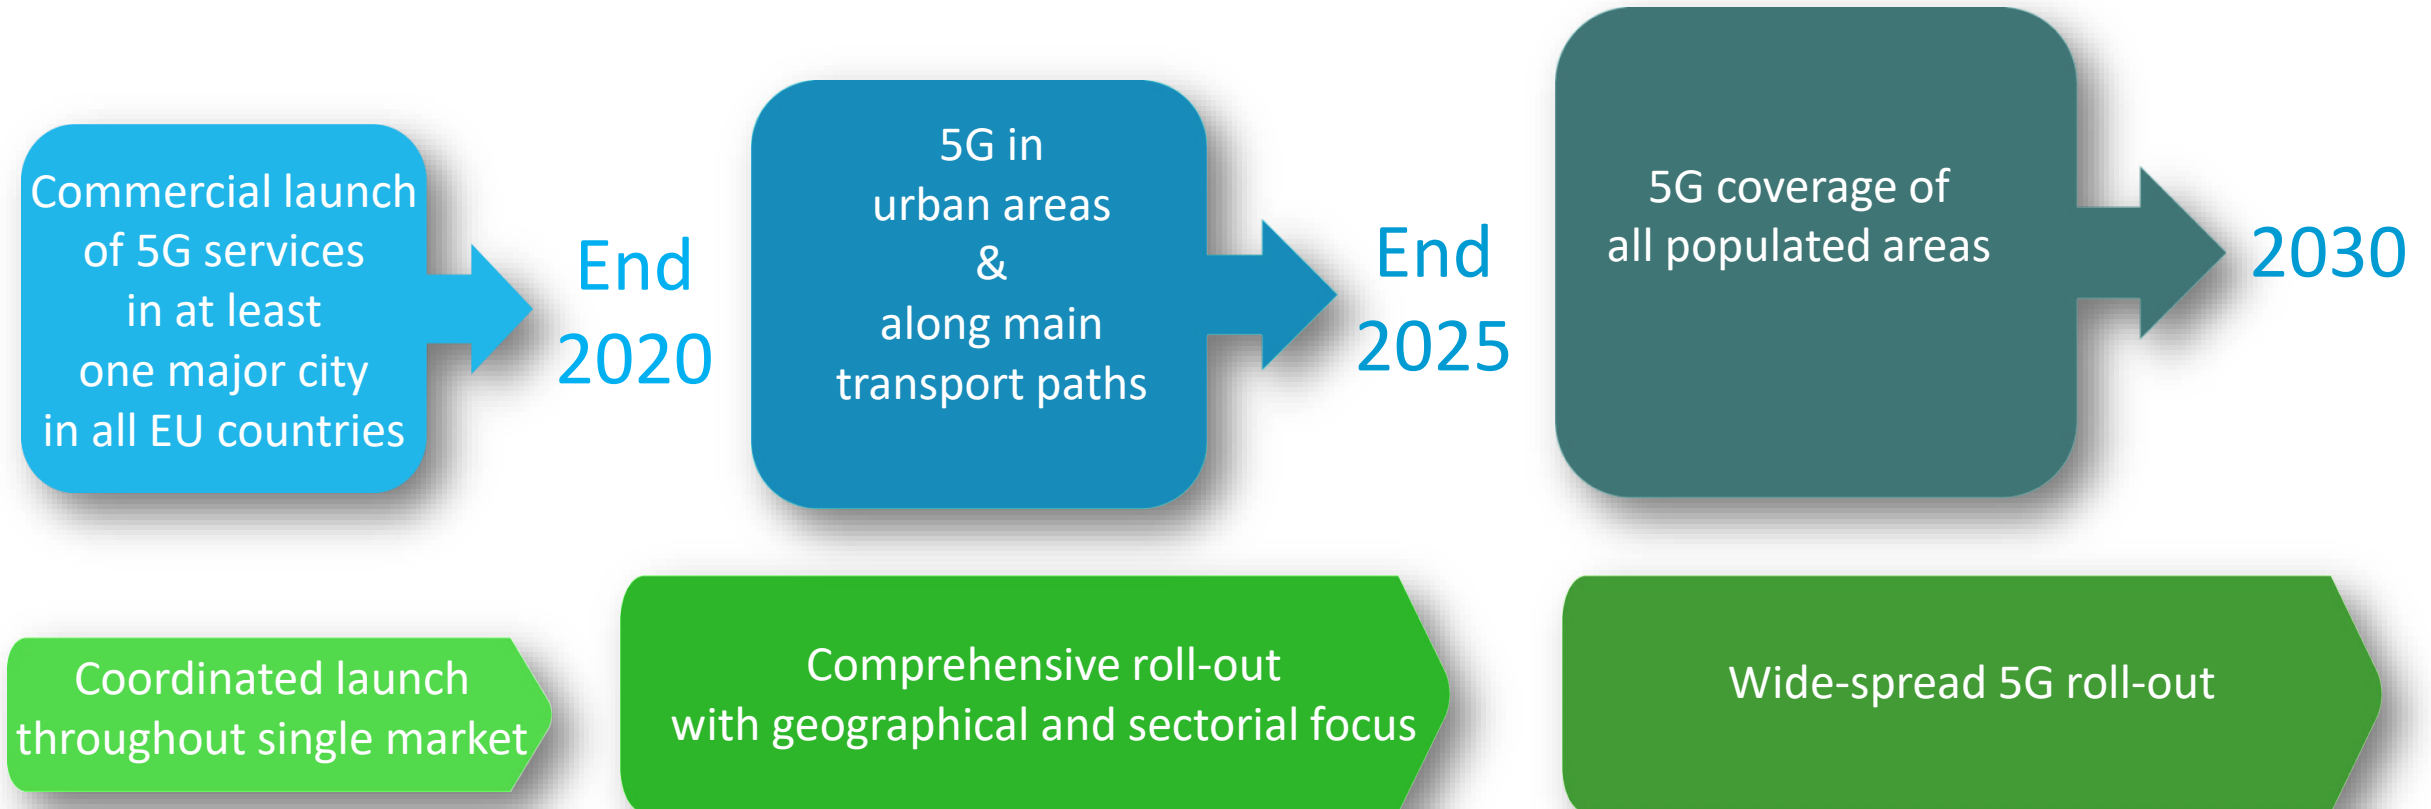 Commercial launch
of 5G services
in at least
one major city
in all EU countries
End
2020
5G in
urban areas
&
along main
transport paths
End
2025
5G coverage of
all populated areas
2030
Coordinated launch
throughout single market
Comprehensive roll-out
with geographical and sectorial focus
Wide-spread 5G roll-out